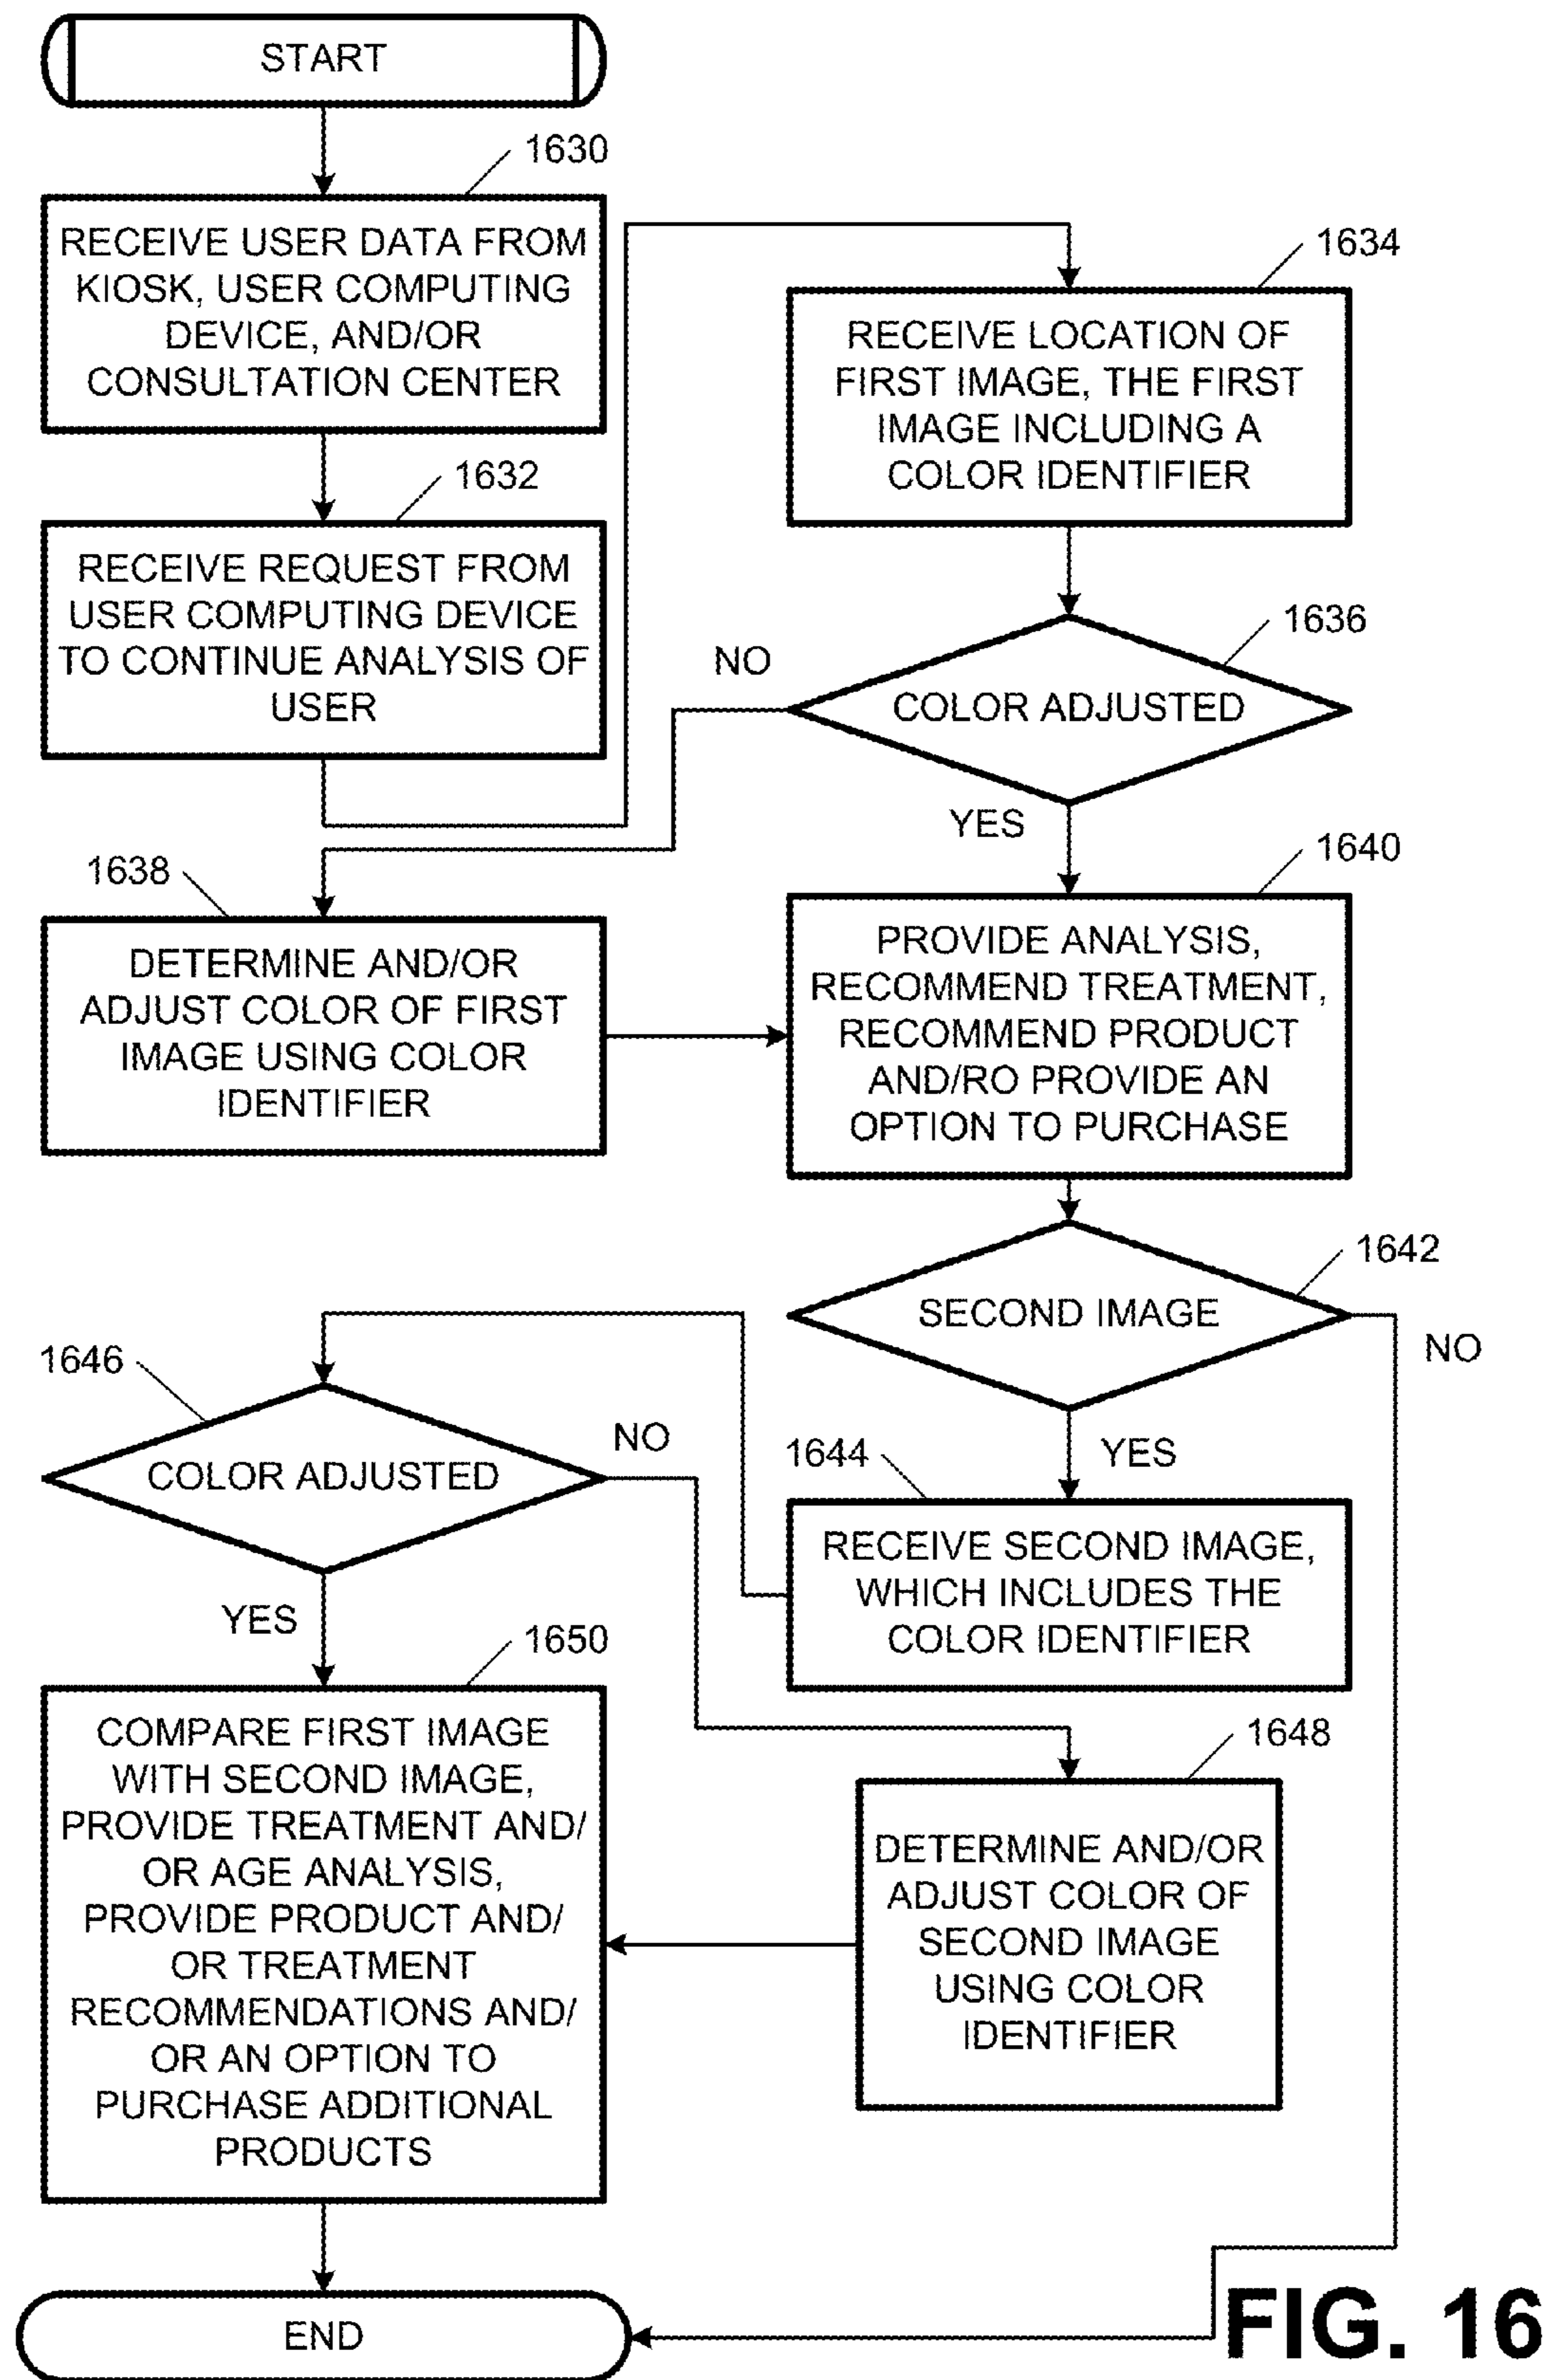 START
1630
RECEIVE USER DATA FROM
KIOSK, USER COMPUTING
DEVICE, AND/OR
CONSULTATION CENTER
1632
RECEIVE REQUEST FROM
USER COMPUTING DEVICE
TO CONTINUE ANALYSIS OF
USER
1634
RECEIVE LOCATION OF
FIRST IMAGE, THE FIRST
IMAGE INCLUDING A
COLOR IDENTIFIER
1636
COLOR ADJUSTED
NO
YES
1638
DETERMINE AND/OR
ADJUST COLOR OF FIRST
IMAGE USING COLOR
IDENTIFIER
1640
PROVIDE ANALYSIS,
RECOMMEND TREATMENT,
RECOMMEND PRODUCT
AND/RO PROVIDE AN
OPTION TO PURCHASE
1642
SECOND IMAGE
NO
YES
1644
RECEIVE SECOND IMAGE,
WHICH INCLUDES THE
COLOR IDENTIFIER
1646
COLOR ADJUSTED
NO
YES
1648
DETERMINE AND/OR
ADJUST COLOR OF
SECOND IMAGE
USING COLOR
IDENTIFIER
1650
COMPARE FIRST IMAGE
WITH SECOND IMAGE,
PROVIDE TREATMENT AND/
OR AGE ANALYSIS,
PROVIDE PRODUCT AND/
OR TREATMENT
RECOMMENDATIONS AND/
OR AN OPTION TO
PURCHASE ADDITIONAL
PRODUCTS
END
FIG. 16